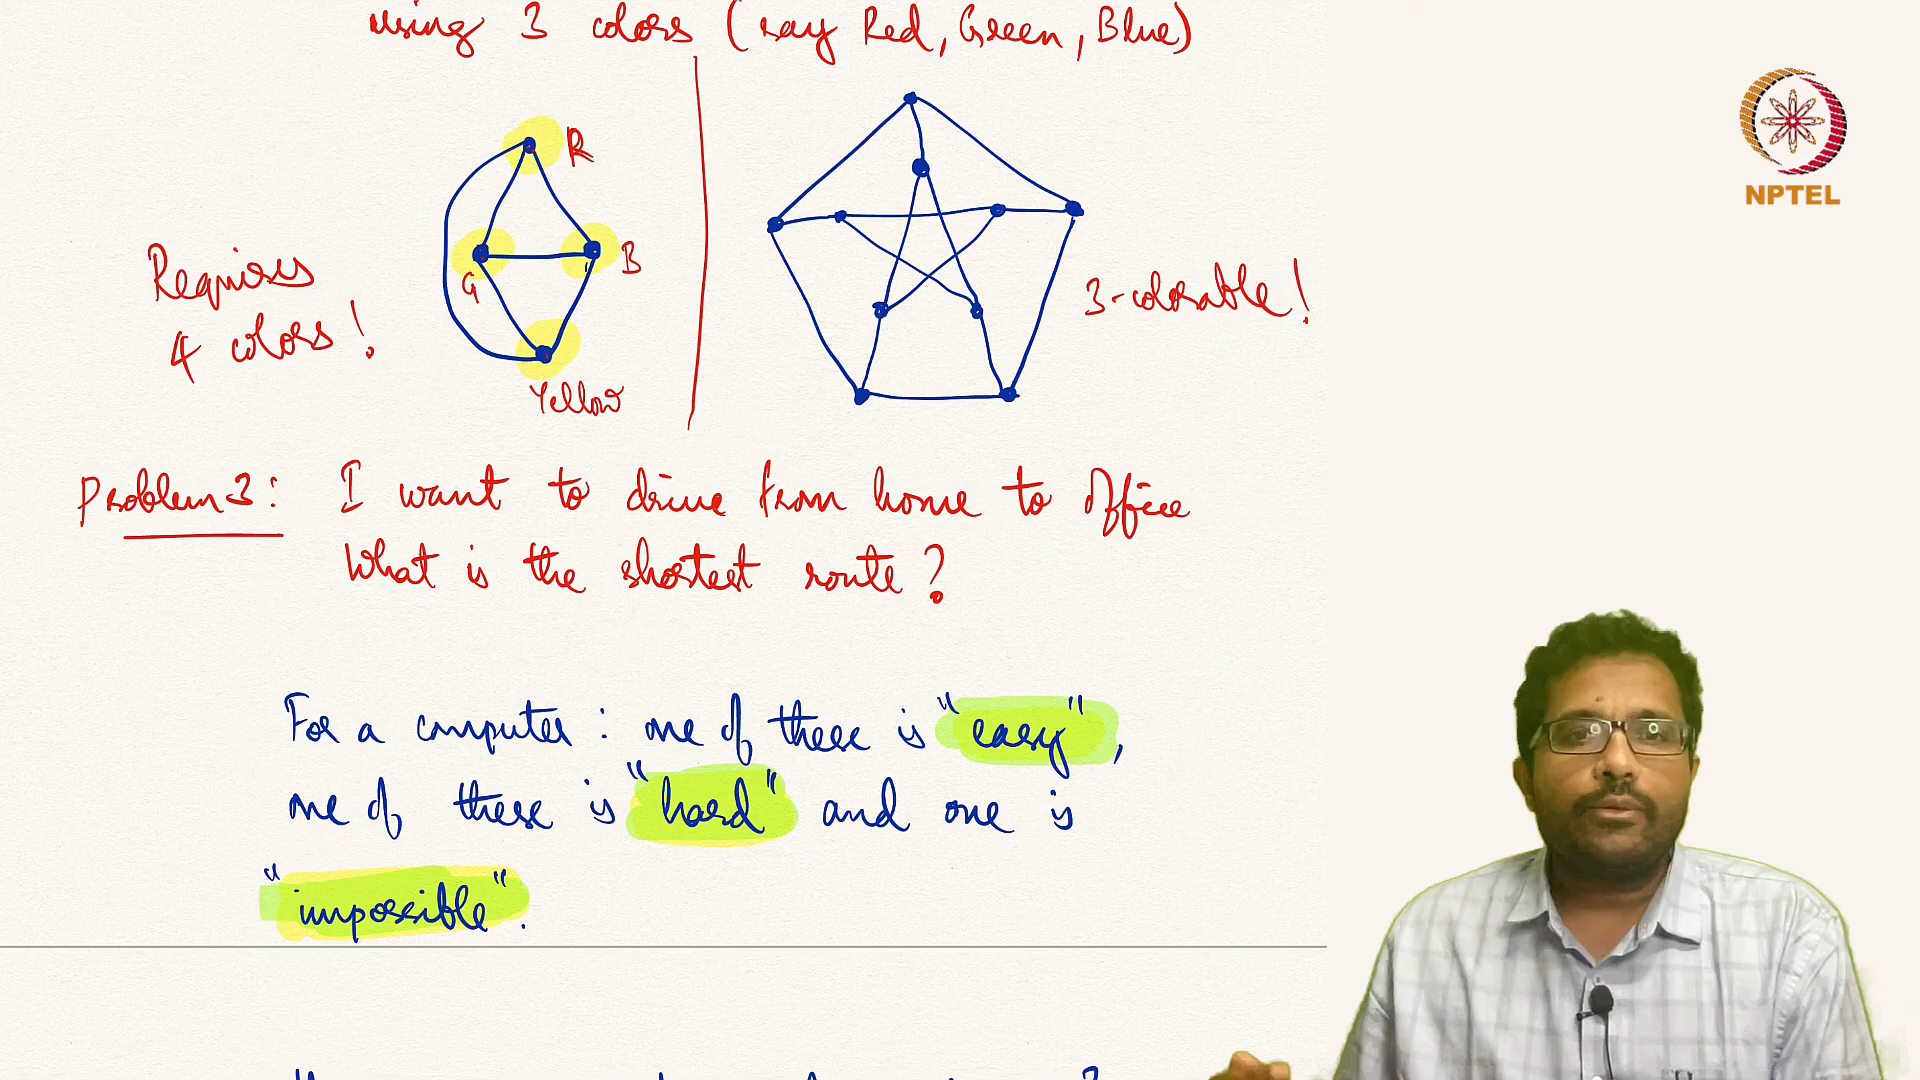 using 3 colors (say Red, Green, Blue)
R
G
B
Yellow
Requires
4 colors!
3-colorable!
Problem 3: I want to drive from home to office
What is the shortest route?
For a computer: one of these is "easy",
one of these is "hard" and one is
"impossible".
NPTEL